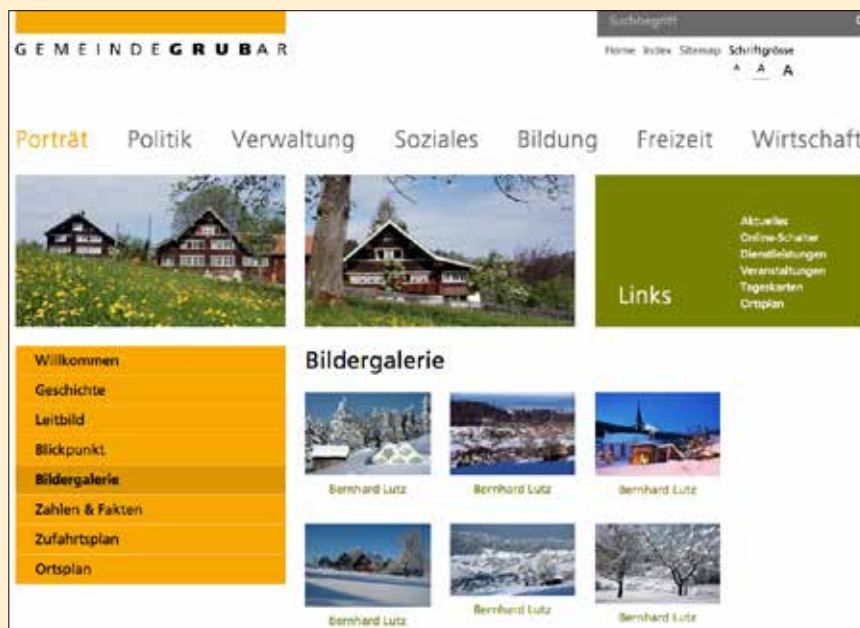 Suchbegriff
GEMEINDEGRUBAR
Home Index Sitemap Schriftgrösse
A A A
Porträt Politik Verwaltung Soziales Bildung Freizeit Wirtschaft
Links
Aktuelles
Online-Schalter
Dienstleistungen
Veranstaltungen
Tageskarten
Ortsplan
Willkommen
Geschichte
Leitbild
Blickpunkt
Bildergalerie
Zahlen & Fakten
Zufahrtsplan
Ortsplan
Bildergalerie
Bernhard Lutz Bernhard Lutz Bernhard Lutz
Bernhard Lutz Bernhard Lutz Bernhard Lutz